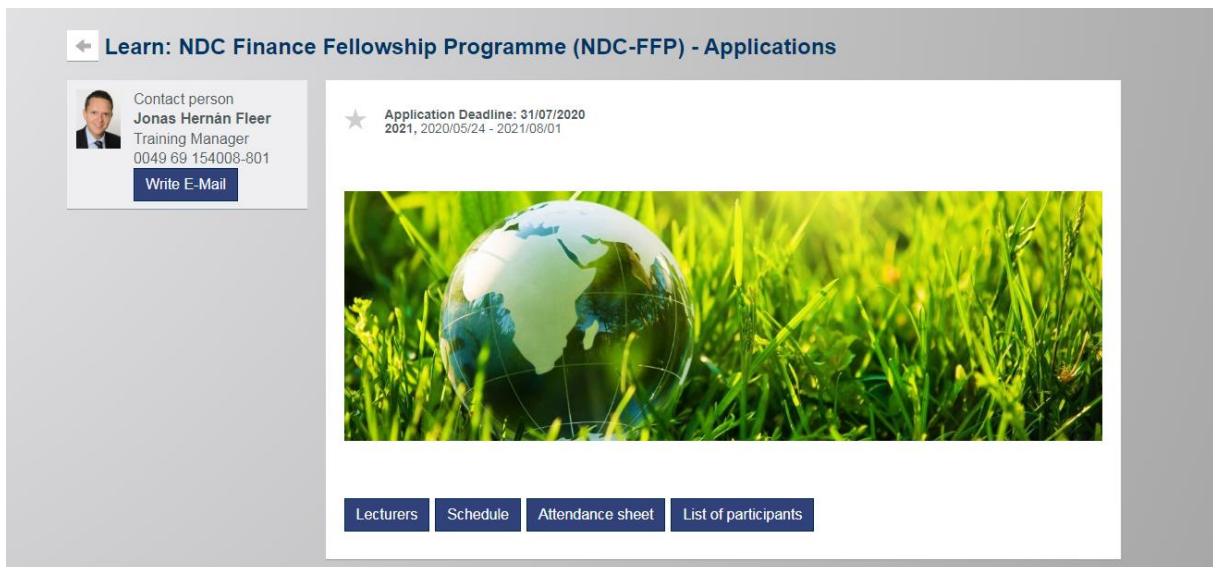 Learn: NDC Finance Fellowship Programme (NDC-FFP) - Applications
Contact person
Jonas Hernán Fleer
Training Manager
0049 69 154008-801
Write E-Mail
Application Deadline: 31/07/2020
2021, 2020/05/24 - 2021/08/01
Lecturers
Schedule
Attendance sheet
List of participants